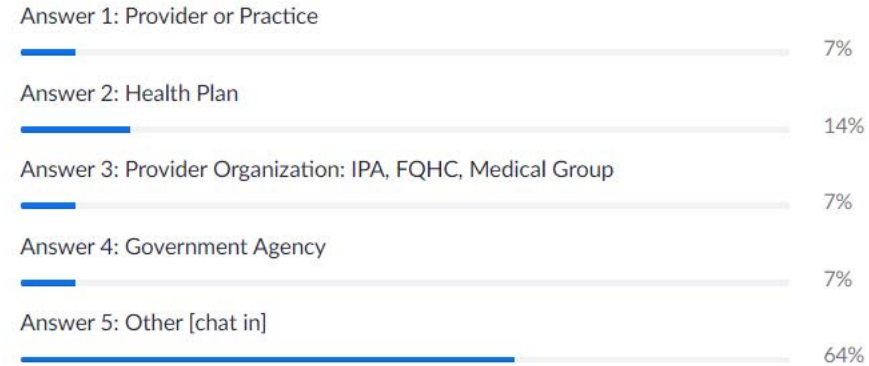 Answer 1: Provider or Practice
7%
Answer 2: Health Plan
14%
Answer 3: Provider Organization: IPA, FQHC, Medical Group
7%
Answer 4: Government Agency
7%
Answer 5: Other [chat in]
64%